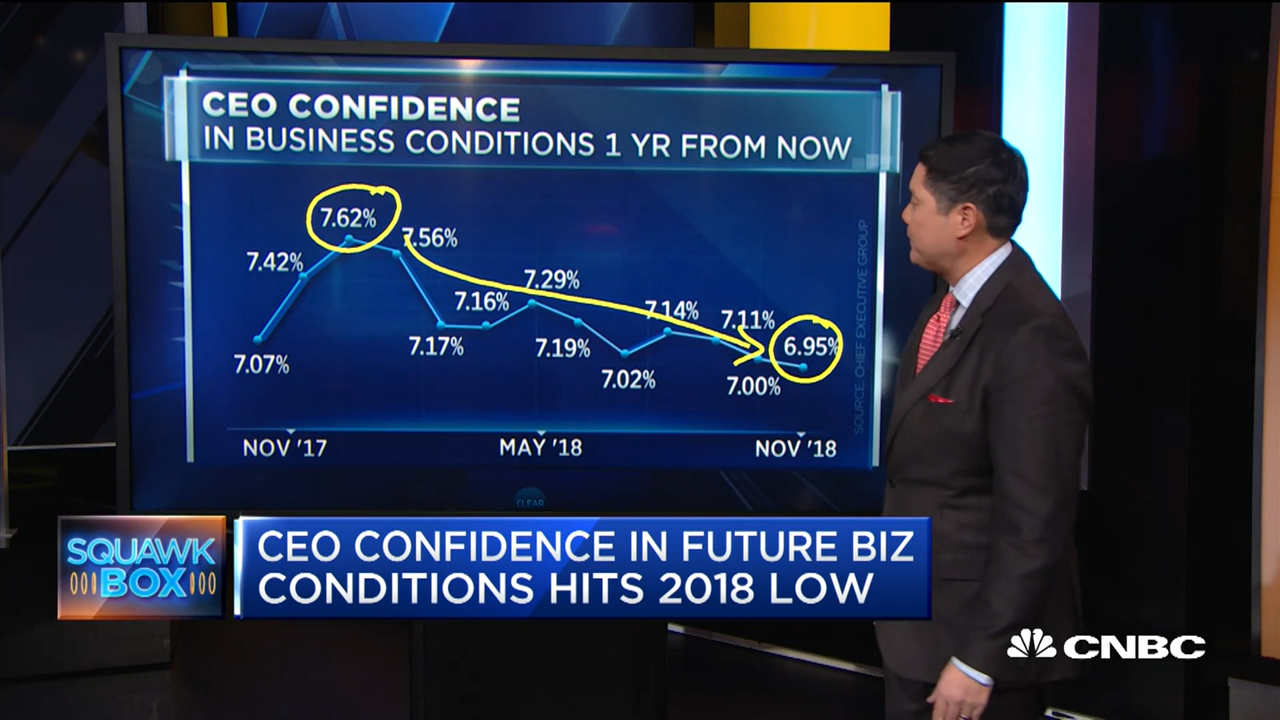 CEO CONFIDENCE
IN BUSINESS CONDITIONS 1 YR FROM NOW
7.62%
7.56%
7.42%
7.29%
7.16%
7.14%
7.11%
6.95%
7.07%
7.17%
7.19%
7.02%
7.00%
SOURCE: CHIEF EXECUTIVE GROUP
NOV '17
MAY '18
NOV '18
CLEAR
SQUAWK
BOX
CEO CONFIDENCE IN FUTURE BIZ
CONDITIONS HITS 2018 LOW
CNBC